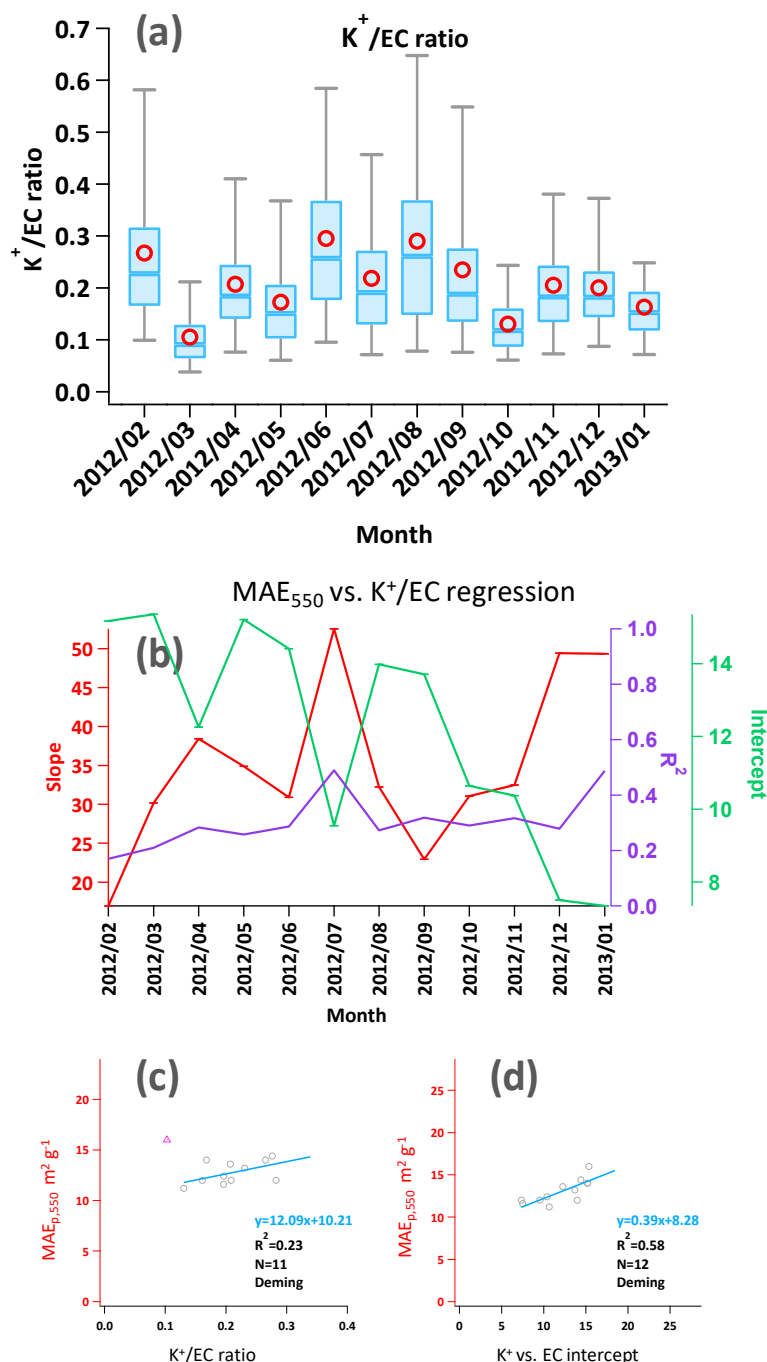 (a)
K+/EC ratio
K+/EC ratio
0.7
0.6
0.5
0.4
0.3
0.2
0.1
0.0
2012/02
2012/03
2012/04
2012/05
2012/06
2012/07
2012/08
2012/09
2012/10
2012/11
2012/12
2013/01
Month
MAE550 vs. K+/EC regression
(b)
Slope
50
45
40
35
30
25
20
1.0
0.8
0.6
0.4
0.2
0.0
R2
14
12
10
8
Intercept
2012/02
2012/03
2012/04
2012/05
2012/06
2012/07
2012/08
2012/09
2012/10
2012/11
2012/12
2013/01
Month
(c)
MAEp,550 m2 g-1
25
20
15
10
5
0
y=12.09x+10.21
R2=0.23
N=11
Deming
0.0 0.1 0.2 0.3 0.4
K+/EC ratio
(d)
MAEp,550 m2 g-1
25
20
15
10
5
0
y=0.39x+8.28
R2=0.58
N=12
Deming
0 5 10 15 20 25
K+ vs. EC intercept